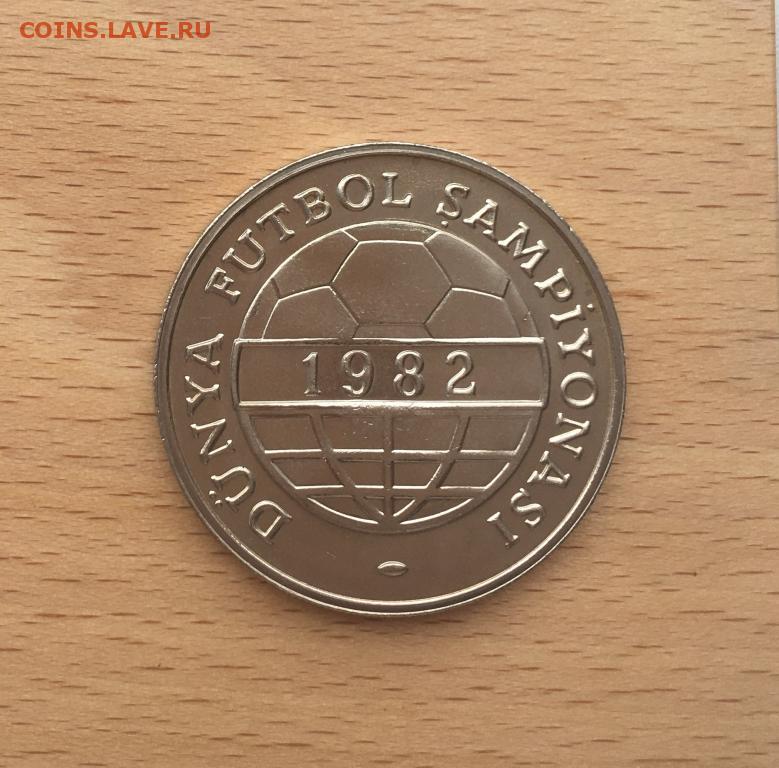 COINS.LAVE.RU
DÜNYA FUTBOL ŞAMPİYONASI
1982